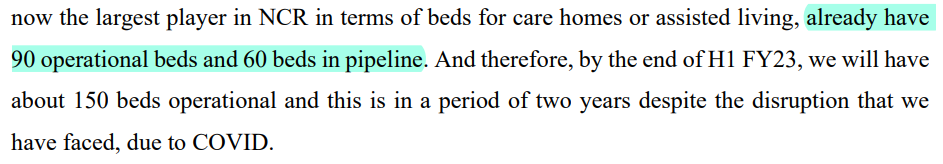 now the largest player in NCR in terms of beds for care homes or assisted living, already have
90 operational beds and 60 beds in pipeline. And therefore, by the end of H1 FY23, we will have
about 150 beds operational and this is in a period of two years despite the disruption that we
have faced, due to COVID.